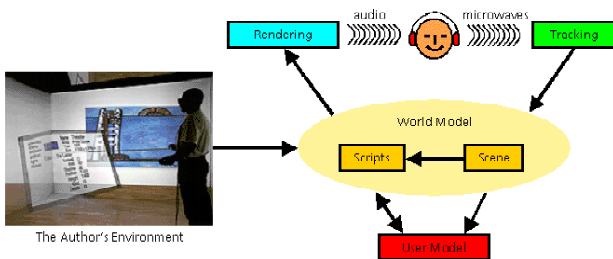 audio
microwaves
Rendering
Tracking
World Model
Scripts
Scene
The Author's Environment
User Model